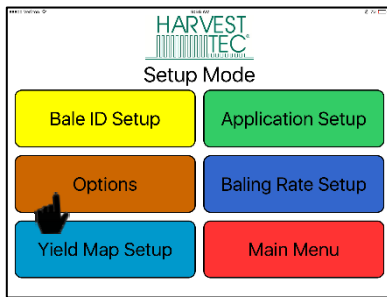 HARVEST
TEC
Setup Mode
Bale ID Setup
Application Setup
Options
Baling Rate Setup
Yield Map Setup
Main Menu